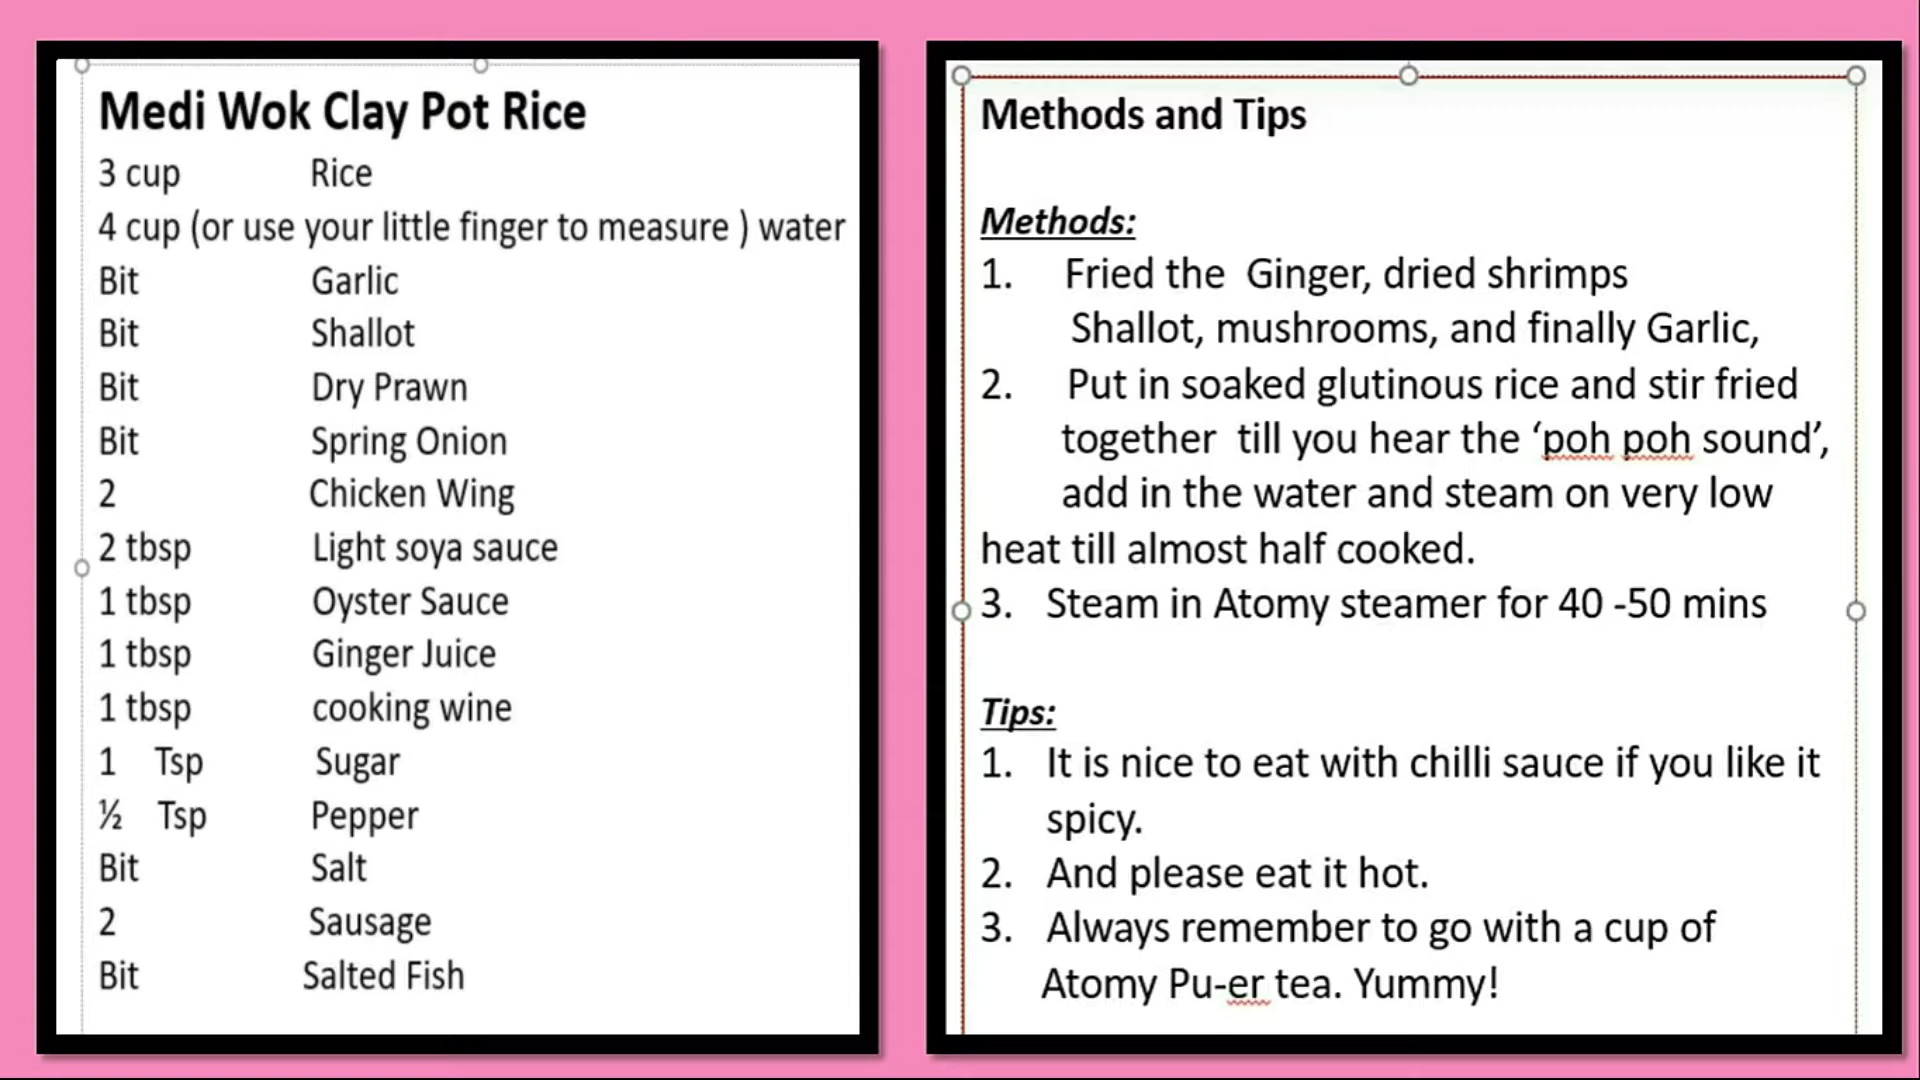 Medi Wok Clay Pot Rice
3 cup Rice
4 cup (or use your little finger to measure ) water
Bit Garlic
Bit Shallot
Bit Dry Prawn
Bit Spring Onion
2 Chicken Wing
2 tbsp Light soya sauce
1 tbsp Oyster Sauce
1 tbsp Ginger Juice
1 tbsp cooking wine
1 Tsp Sugar
½ Tsp Pepper
Bit Salt
2 Sausage
Bit Salted Fish
Methods and Tips
Methods:
1. Fried the Ginger, dried shrimps
Shallot, mushrooms, and finally Garlic,
2. Put in soaked glutinous rice and stir fried
together till you hear the ‘poh poh sound’,
add in the water and steam on very low
heat till almost half cooked.
3. Steam in Atomy steamer for 40 -50 mins
Tips:
1. It is nice to eat with chilli sauce if you like it
spicy.
2. And please eat it hot.
3. Always remember to go with a cup of
Atomy Pu-er tea. Yummy!